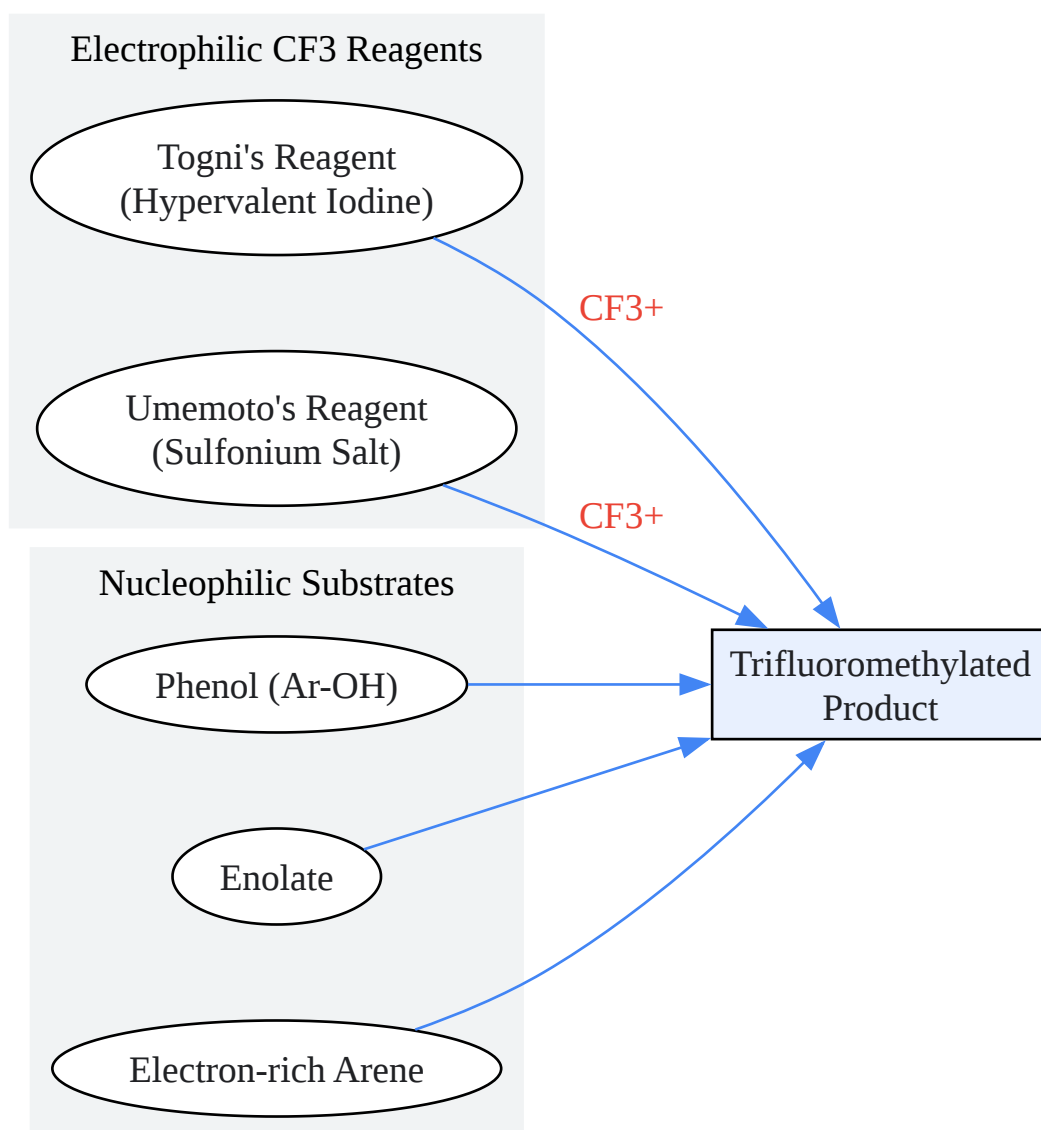 Electrophilic CF3 Reagents
Togni's Reagent
(Hypervalent Iodine)
CF3+
Umemoto's Reagent
(Sulfonium Salt)
CF3+
Nucleophilic Substrates
Phenol (Ar-OH)
Trifluoromethylated
Product
Enolate
Electron-rich Arene